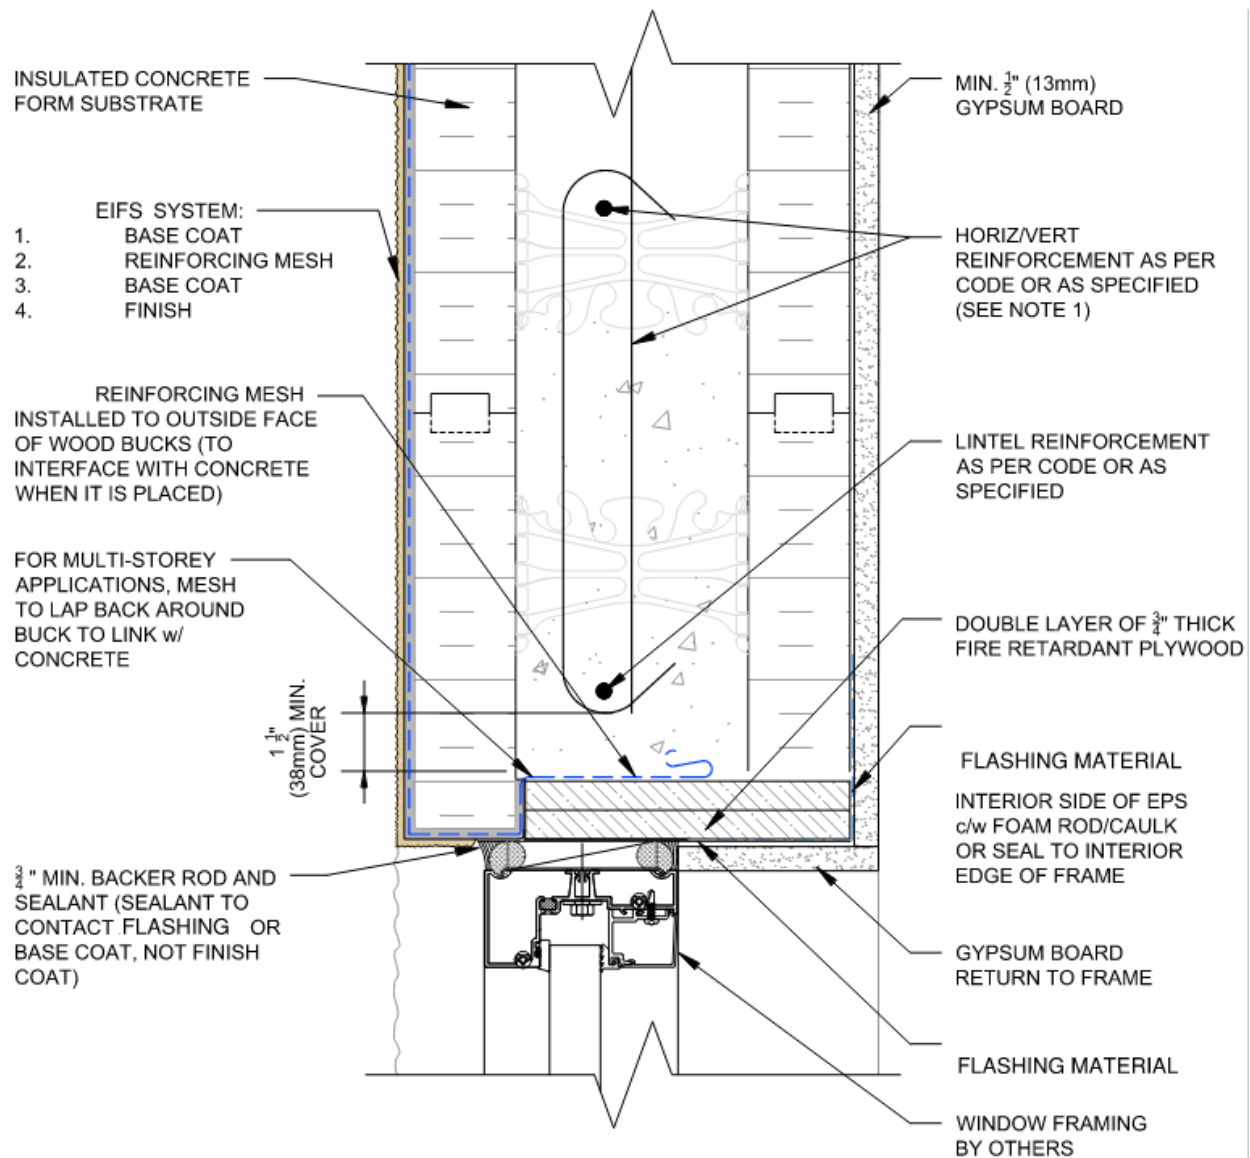 INSULATED CONCRETE
FORM SUBSTRATE
EIFS SYSTEM:
1. BASE COAT
2. REINFORCING MESH
3. BASE COAT
4. FINISH
REINFORCING MESH
INSTALLED TO OUTSIDE FACE
OF WOOD BUCKS (TO
INTERFACE WITH CONCRETE
WHEN IT IS PLACED)
FOR MULTI-STOREY
APPLICATIONS, MESH
TO LAP BACK AROUND
BUCK TO LINK w/
CONCRETE
1 1/2"
(38mm) MIN.
COVER
3/4" MIN. BACKER ROD AND
SEALANT (SEALANT TO
CONTACT FLASHING OR
BASE COAT, NOT FINISH
COAT)
MIN. 1/2" (13mm)
GYPSUM BOARD
HORIZ/VERT
REINFORCEMENT AS PER
CODE OR AS SPECIFIED
(SEE NOTE 1)
LINTEL REINFORCEMENT
AS PER CODE OR AS
SPECIFIED
DOUBLE LAYER OF 3/4" THICK
FIRE RETARDANT PLYWOOD
FLASHING MATERIAL
INTERIOR SIDE OF EPS
c/w FOAM ROD/CAULK
OR SEAL TO INTERIOR
EDGE OF FRAME
GYPSUM BOARD
RETURN TO FRAME
FLASHING MATERIAL
WINDOW FRAMING
BY OTHERS